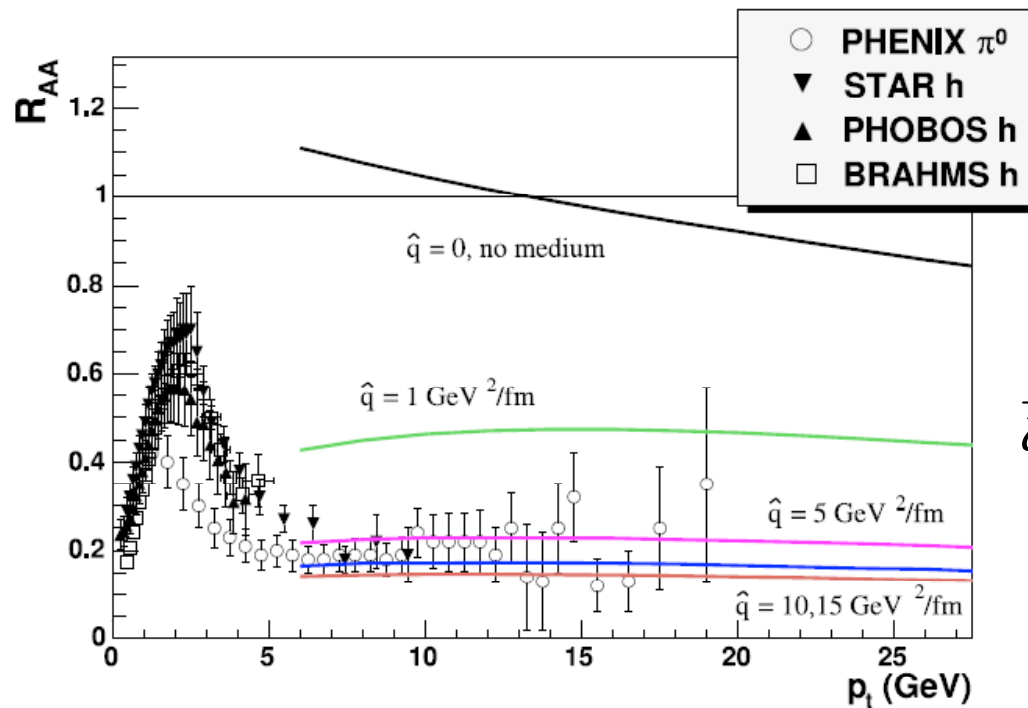 PHENIX π⁰
STAR h
PHOBOS h
BRAHMS h
R_AA
1.2
1
0.8
0.6
0.4
0.2
0
q̂ = 0, no medium
q̂ = 1 GeV ²/fm
q̂ = 5 GeV ²/fm
q̂ = 10,15 GeV ²/fm
0 5 10 15 20 25
p_t (GeV)